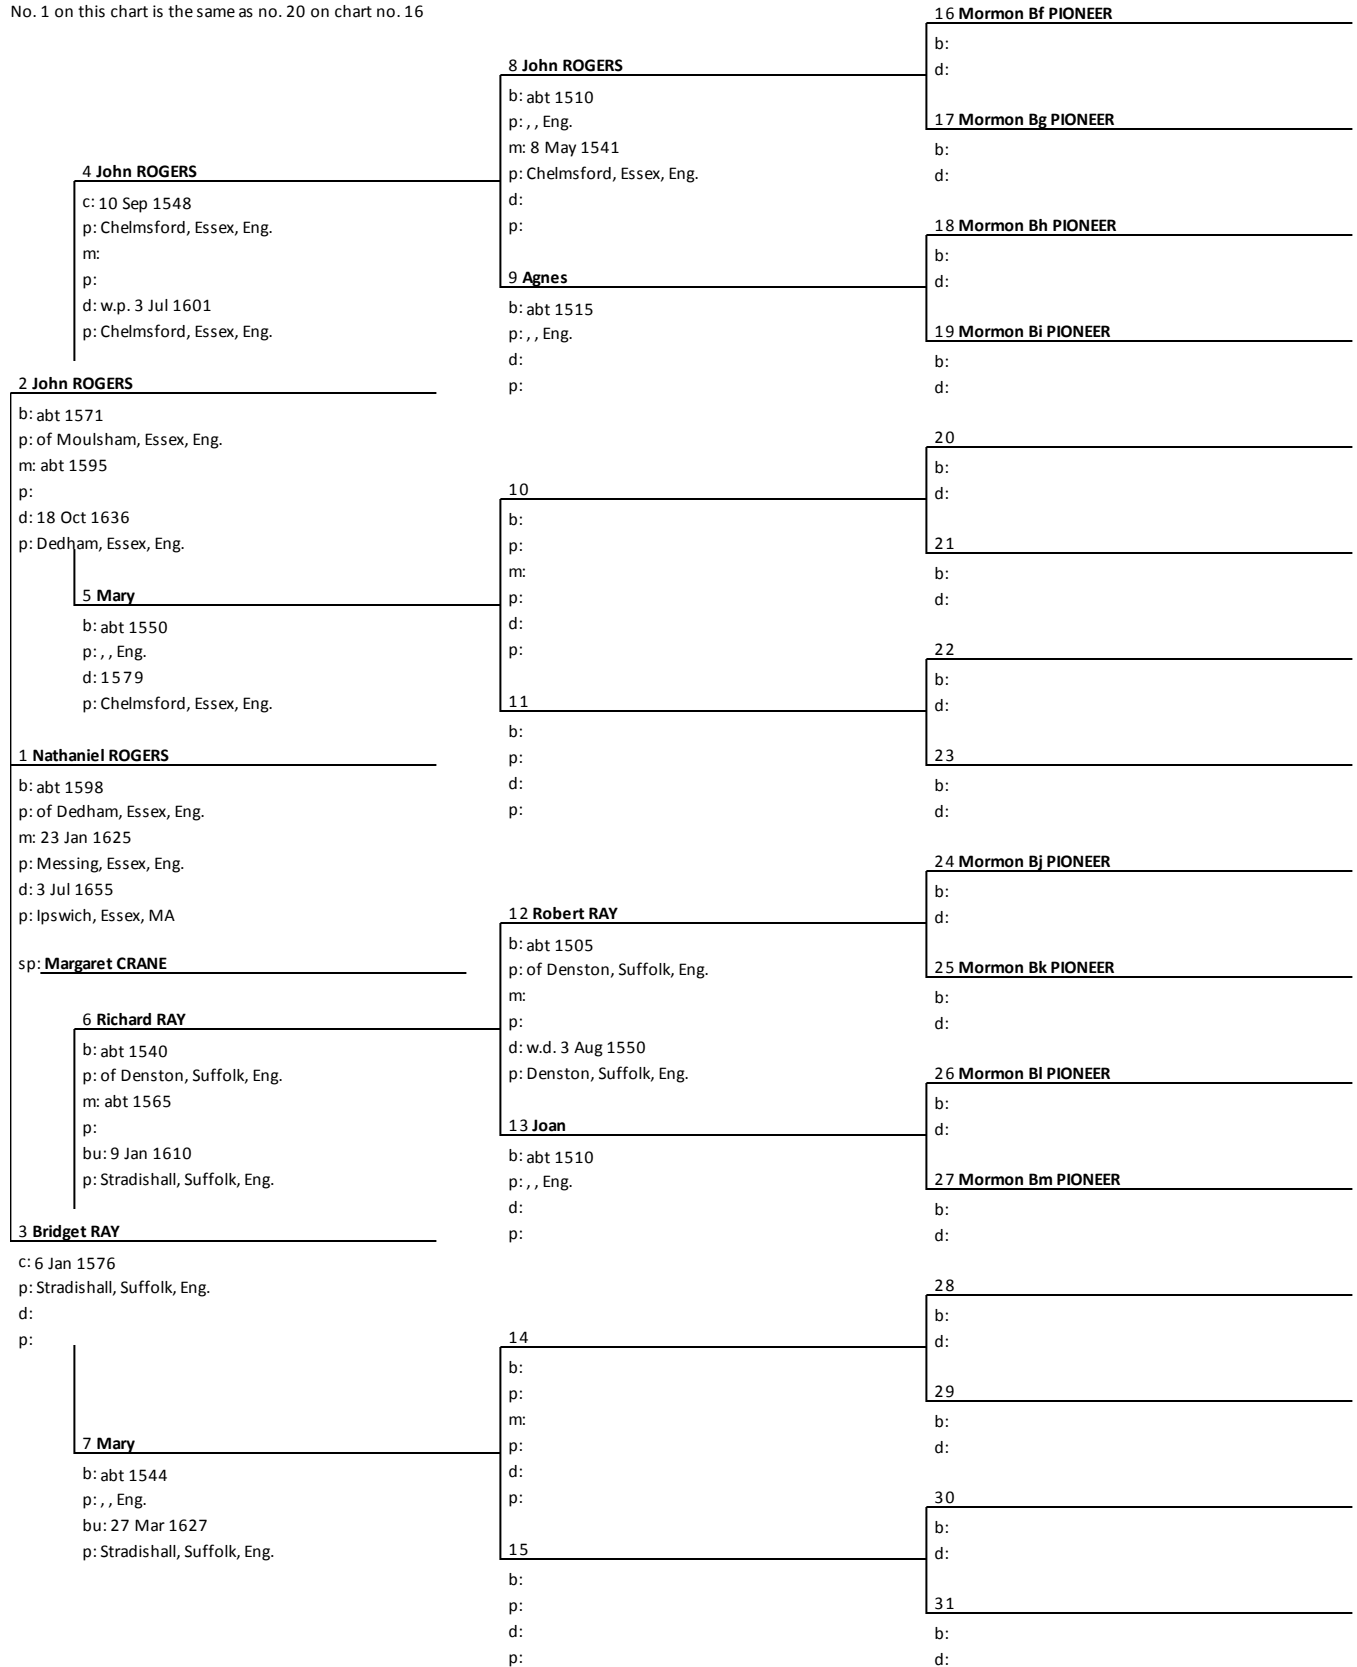 No. 1 on this chart is the same as no. 20 on chart no. 16
4 John ROGERS
c: 10 Sep 1548
p: Chelmsford, Essex, Eng.
m:
p:
d: w.p. 3 Jul 1601
p: Chelmsford, Essex, Eng.
2 John ROGERS
b: abt 1571
p: of Moulsham, Essex, Eng.
m: abt 1595
p:
d: 18 Oct 1636
p: Dedham, Essex, Eng.
5 Mary
b: abt 1550
p: , , Eng.
d: 1579
p: Chelmsford, Essex, Eng.
1 Nathaniel ROGERS
b: abt 1598
p: of Dedham, Essex, Eng.
m: 23 Jan 1625
p: Messing, Essex, Eng.
d: 3 Jul 1655
p: Ipswich, Essex, MA
sp: Margaret CRANE
6 Richard RAY
b: abt 1540
p: of Denston, Suffolk, Eng.
m: abt 1565
p:
bu: 9 Jan 1610
p: Stradishall, Suffolk, Eng.
3 Bridget RAY
c: 6 Jan 1576
p: Stradishall, Suffolk, Eng.
d:
p:
7 Mary
b: abt 1544
p: , , Eng.
bu: 27 Mar 1627
p: Stradishall, Suffolk, Eng.
8 John ROGERS
b: abt 1510
p: , , Eng.
m: 8 May 1541
p: Chelmsford, Essex, Eng.
d:
p:
9 Agnes
b: abt 1515
p: , , Eng.
d:
p:
10
b:
p:
m:
p:
d:
p:
11
b:
p:
d:
p:
12 Robert RAY
b: abt 1505
p: of Denston, Suffolk, Eng.
m:
p:
d: w.d. 3 Aug 1550
p: Denston, Suffolk, Eng.
13 Joan
b: abt 1510
p: , , Eng.
d:
p:
14
b:
p:
m:
p:
d:
p:
15
b:
p:
d:
p:
16 Mormon Bf PIONEER
b:
d:
17 Mormon Bg PIONEER
b:
d:
18 Mormon Bh PIONEER
b:
d:
19 Mormon Bi PIONEER
b:
d:
20
b:
d:
21
b:
d:
22
b:
d:
23
b:
d:
24 Mormon Bj PIONEER
b:
d:
25 Mormon Bk PIONEER
b:
d:
26 Mormon Bl PIONEER
b:
d:
27 Mormon Bm PIONEER
b:
d:
28
b:
d:
29
b:
d:
30
b:
d:
31
b:
d: